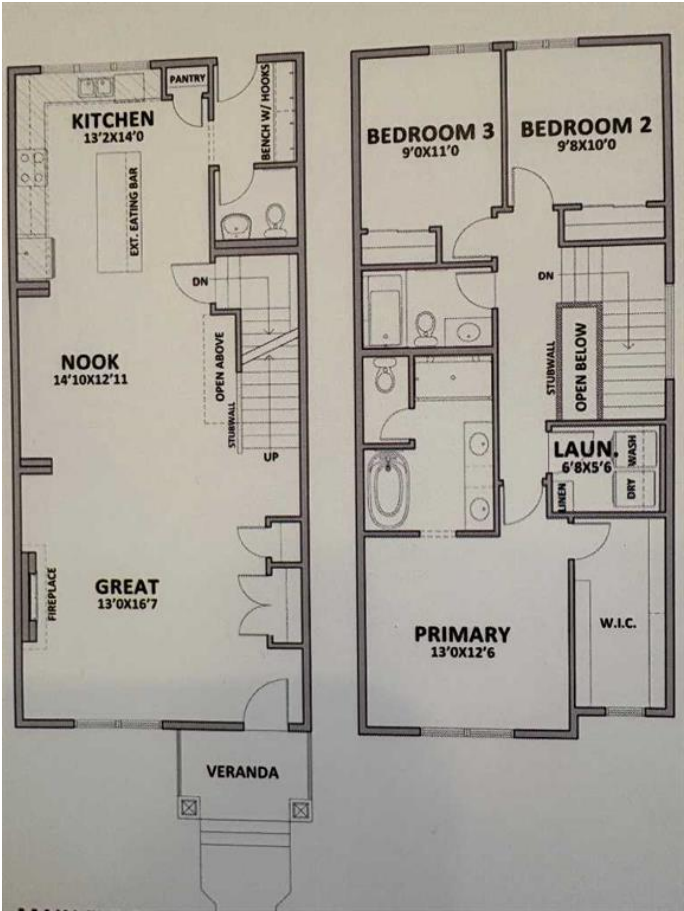 PANTRY
KITCHEN
13'2X14'0
BENCH W/ HOOKS
EXT. EATING BAR
DN
NOOK
14'10X12'11
OPEN ABOVE
STUBWALL
UP
FIREPLACE
GREAT
13'0X16'7
VERANDA
BEDROOM 3
9'0X11'0
BEDROOM 2
9'8X10'0
DN
STUBWALL
OPEN BELOW
LAUN.
6'8X5'6
WASH
DRY
LINEN
PRIMARY
13'0X12'6
W.I.C.